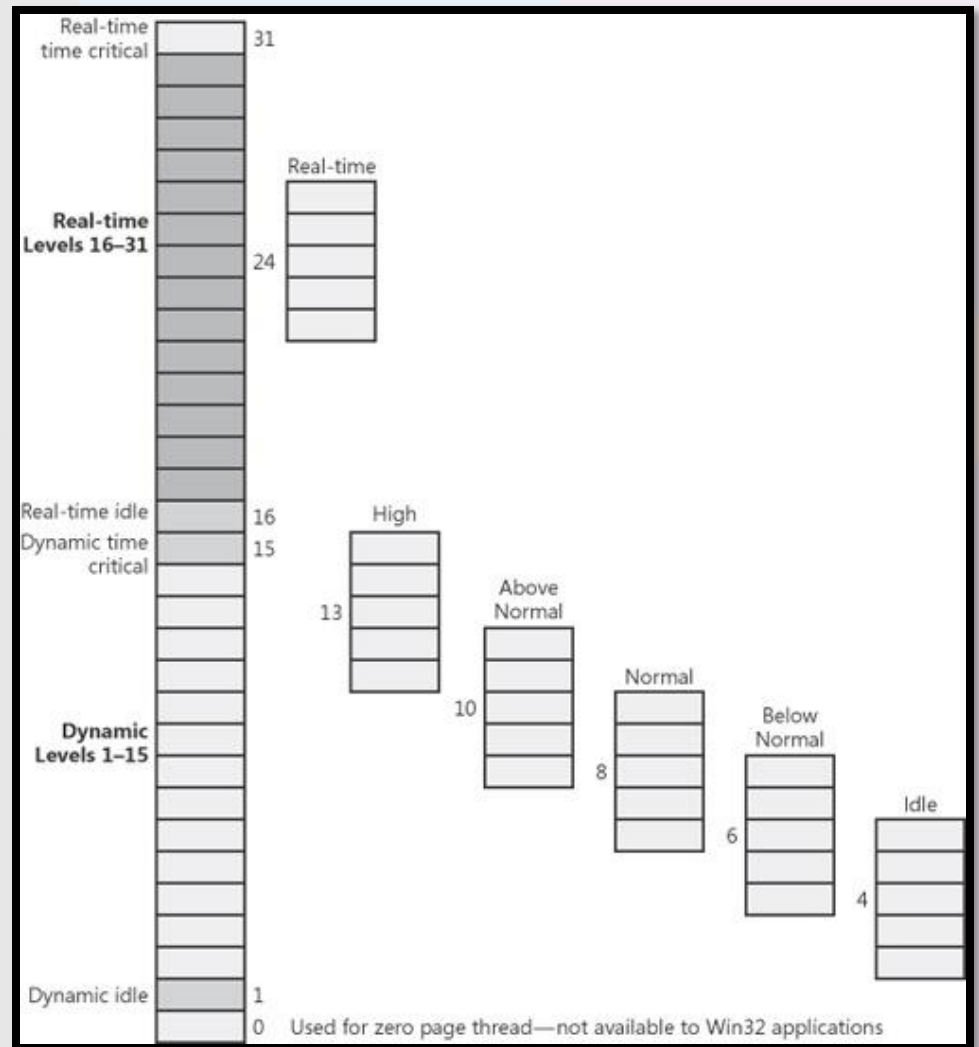 Real-time
time critical
31
Real-time
Real-time
Levels 16–31
24
Real-time idle
16
High
Dynamic time
critical
15
13
Above
Normal
10
Normal
8
Below
Normal
6
Dynamic
Levels 1–15
Idle
4
Dynamic idle
1
0
Used for zero page thread—not available to Win32 applications